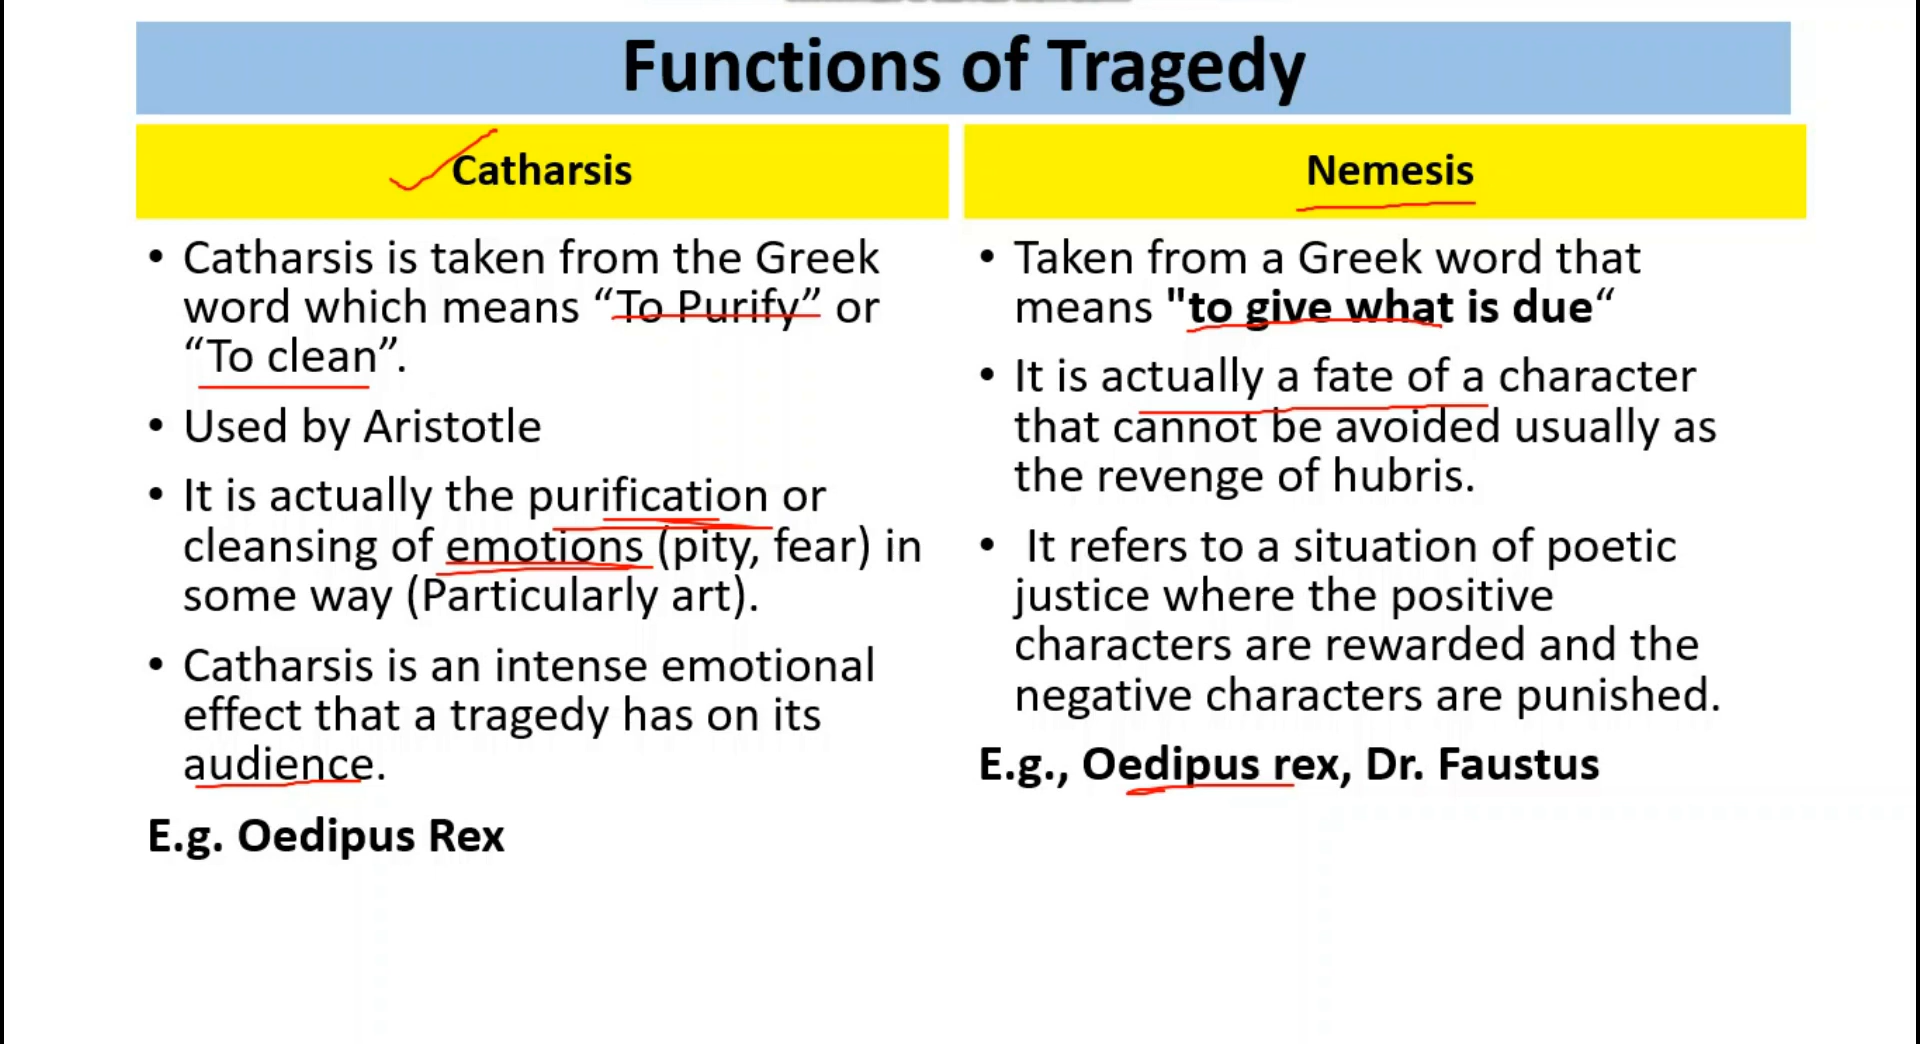 Functions of Tragedy
Catharsis
• Catharsis is taken from the Greek
word which means “To Purify” or
“To clean”.
• Used by Aristotle
• It is actually the purification or
cleansing of emotions (pity, fear) in
some way (Particularly art).
• Catharsis is an intense emotional
effect that a tragedy has on its
audience.
E.g. Oedipus Rex
Nemesis
• Taken from a Greek word that
means "to give what is due“
• It is actually a fate of a character
that cannot be avoided usually as
the revenge of hubris.
• It refers to a situation of poetic
justice where the positive
characters are rewarded and the
negative characters are punished.
E.g., Oedipus rex, Dr. Faustus